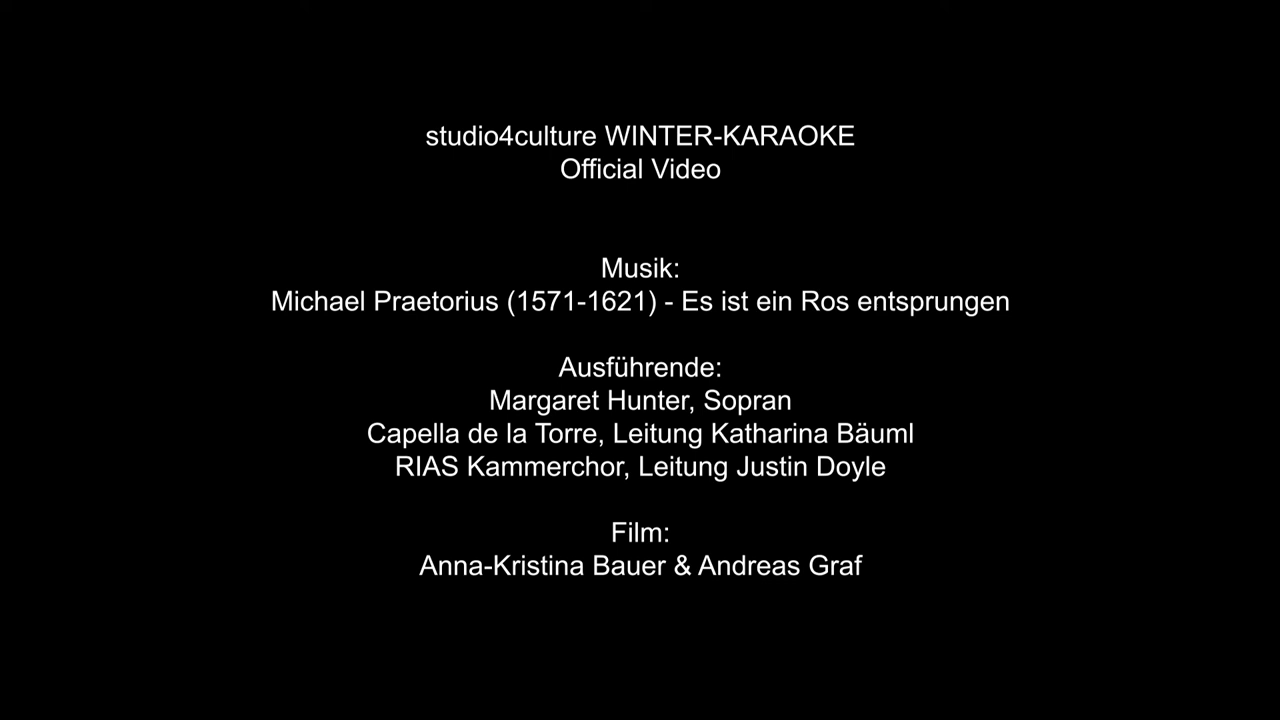 studio4culture WINTER-KARAOKE
Official Video
Musik:
Michael Praetorius (1571-1621) - Es ist ein Ros entsprungen
Ausführende:
Margaret Hunter, Sopran
Capella de la Torre, Leitung Katharina Bäuml
RIAS Kammerchor, Leitung Justin Doyle
Film:
Anna-Kristina Bauer & Andreas Graf